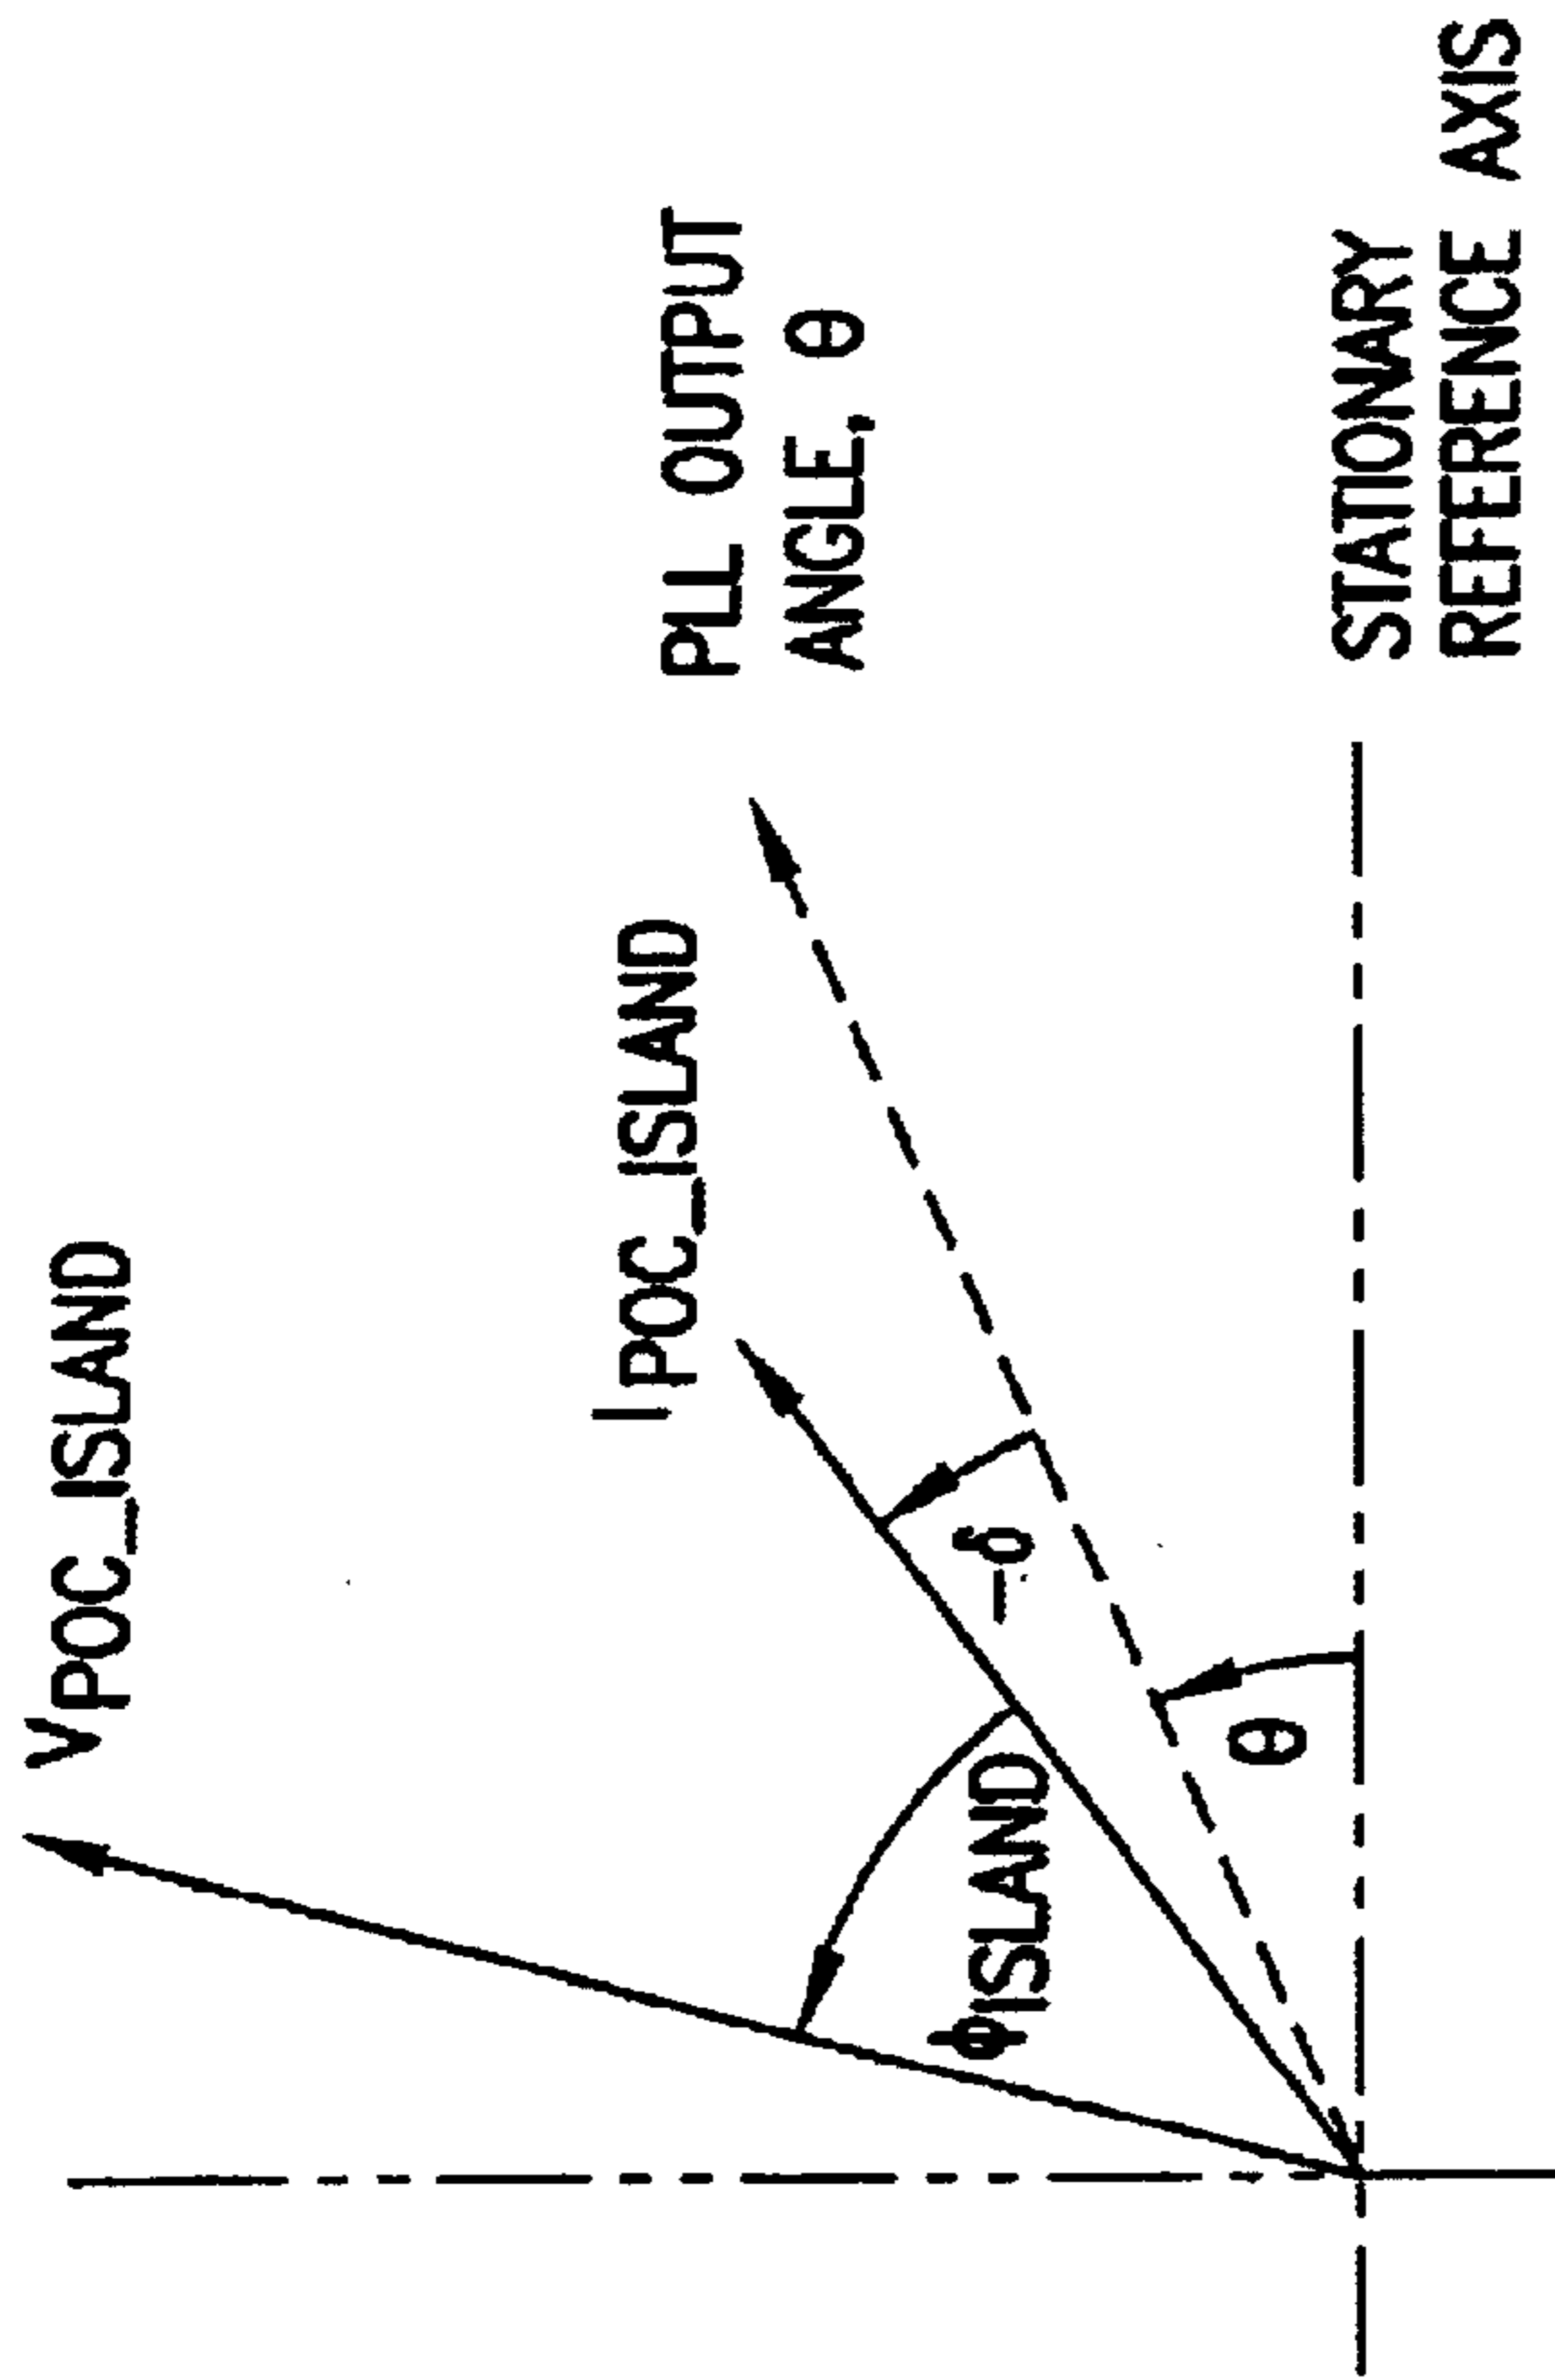 VPOC_ISLAND
IPOC_ISLAND
PLL OUTPUT
ANGLE, θ
-δ
ϕISLAND
θ
STATIONARY
REFERENCE AXIS